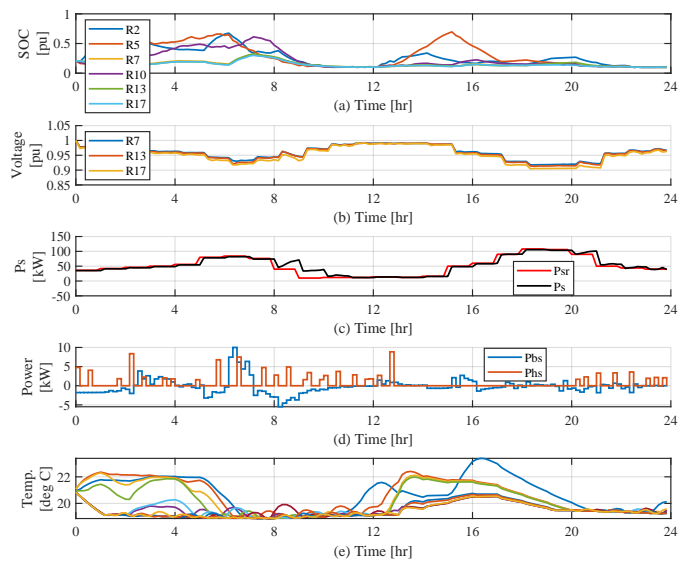 SOC
[pu]
1
0.5
0
R2
R5
R7
R10
R13
R17
0 4 8 12 16 20 24
(a) Time [hr]
Voltage
[pu]
1.05
1
0.95
0.9
0.85
R7
R13
R17
0 4 8 12 16 20 24
(b) Time [hr]
Ps
[kW]
150
100
50
0
-50
Psr
Ps
0 4 8 12 16 20 24
(c) Time [hr]
Power
[kW]
10
5
0
-5
Pbs
Phs
0 4 8 12 16 20 24
(d) Time [hr]
Temp.
[deg C]
22
20
0 4 8 12 16 20 24
(e) Time [hr]